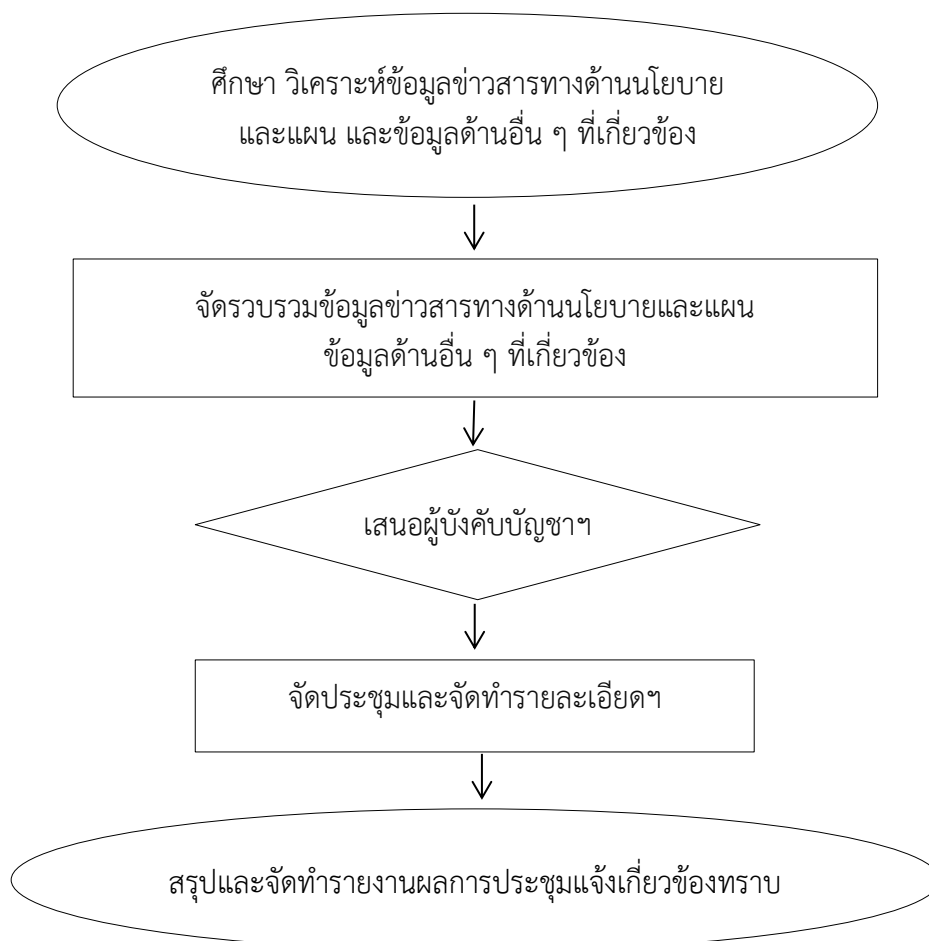 ศึกษา วิเคราะห์ข้อมูลข่าวสารทางด้านนโยบาย
และแผน และข้อมูลด้านอื่น ๆ ที่เกี่ยวข้อง
จัดรวบรวมข้อมูลข่าวสารทางด้านนโยบายและแผน
ข้อมูลด้านอื่น ๆ ที่เกี่ยวข้อง
เสนอผู้บังคับบัญชาฯ
จัดประชุมและจัดทำรายละเอียดฯ
สรุปและจัดทำรายงานผลการประชุมแจ้งเกี่ยวข้องทราบ